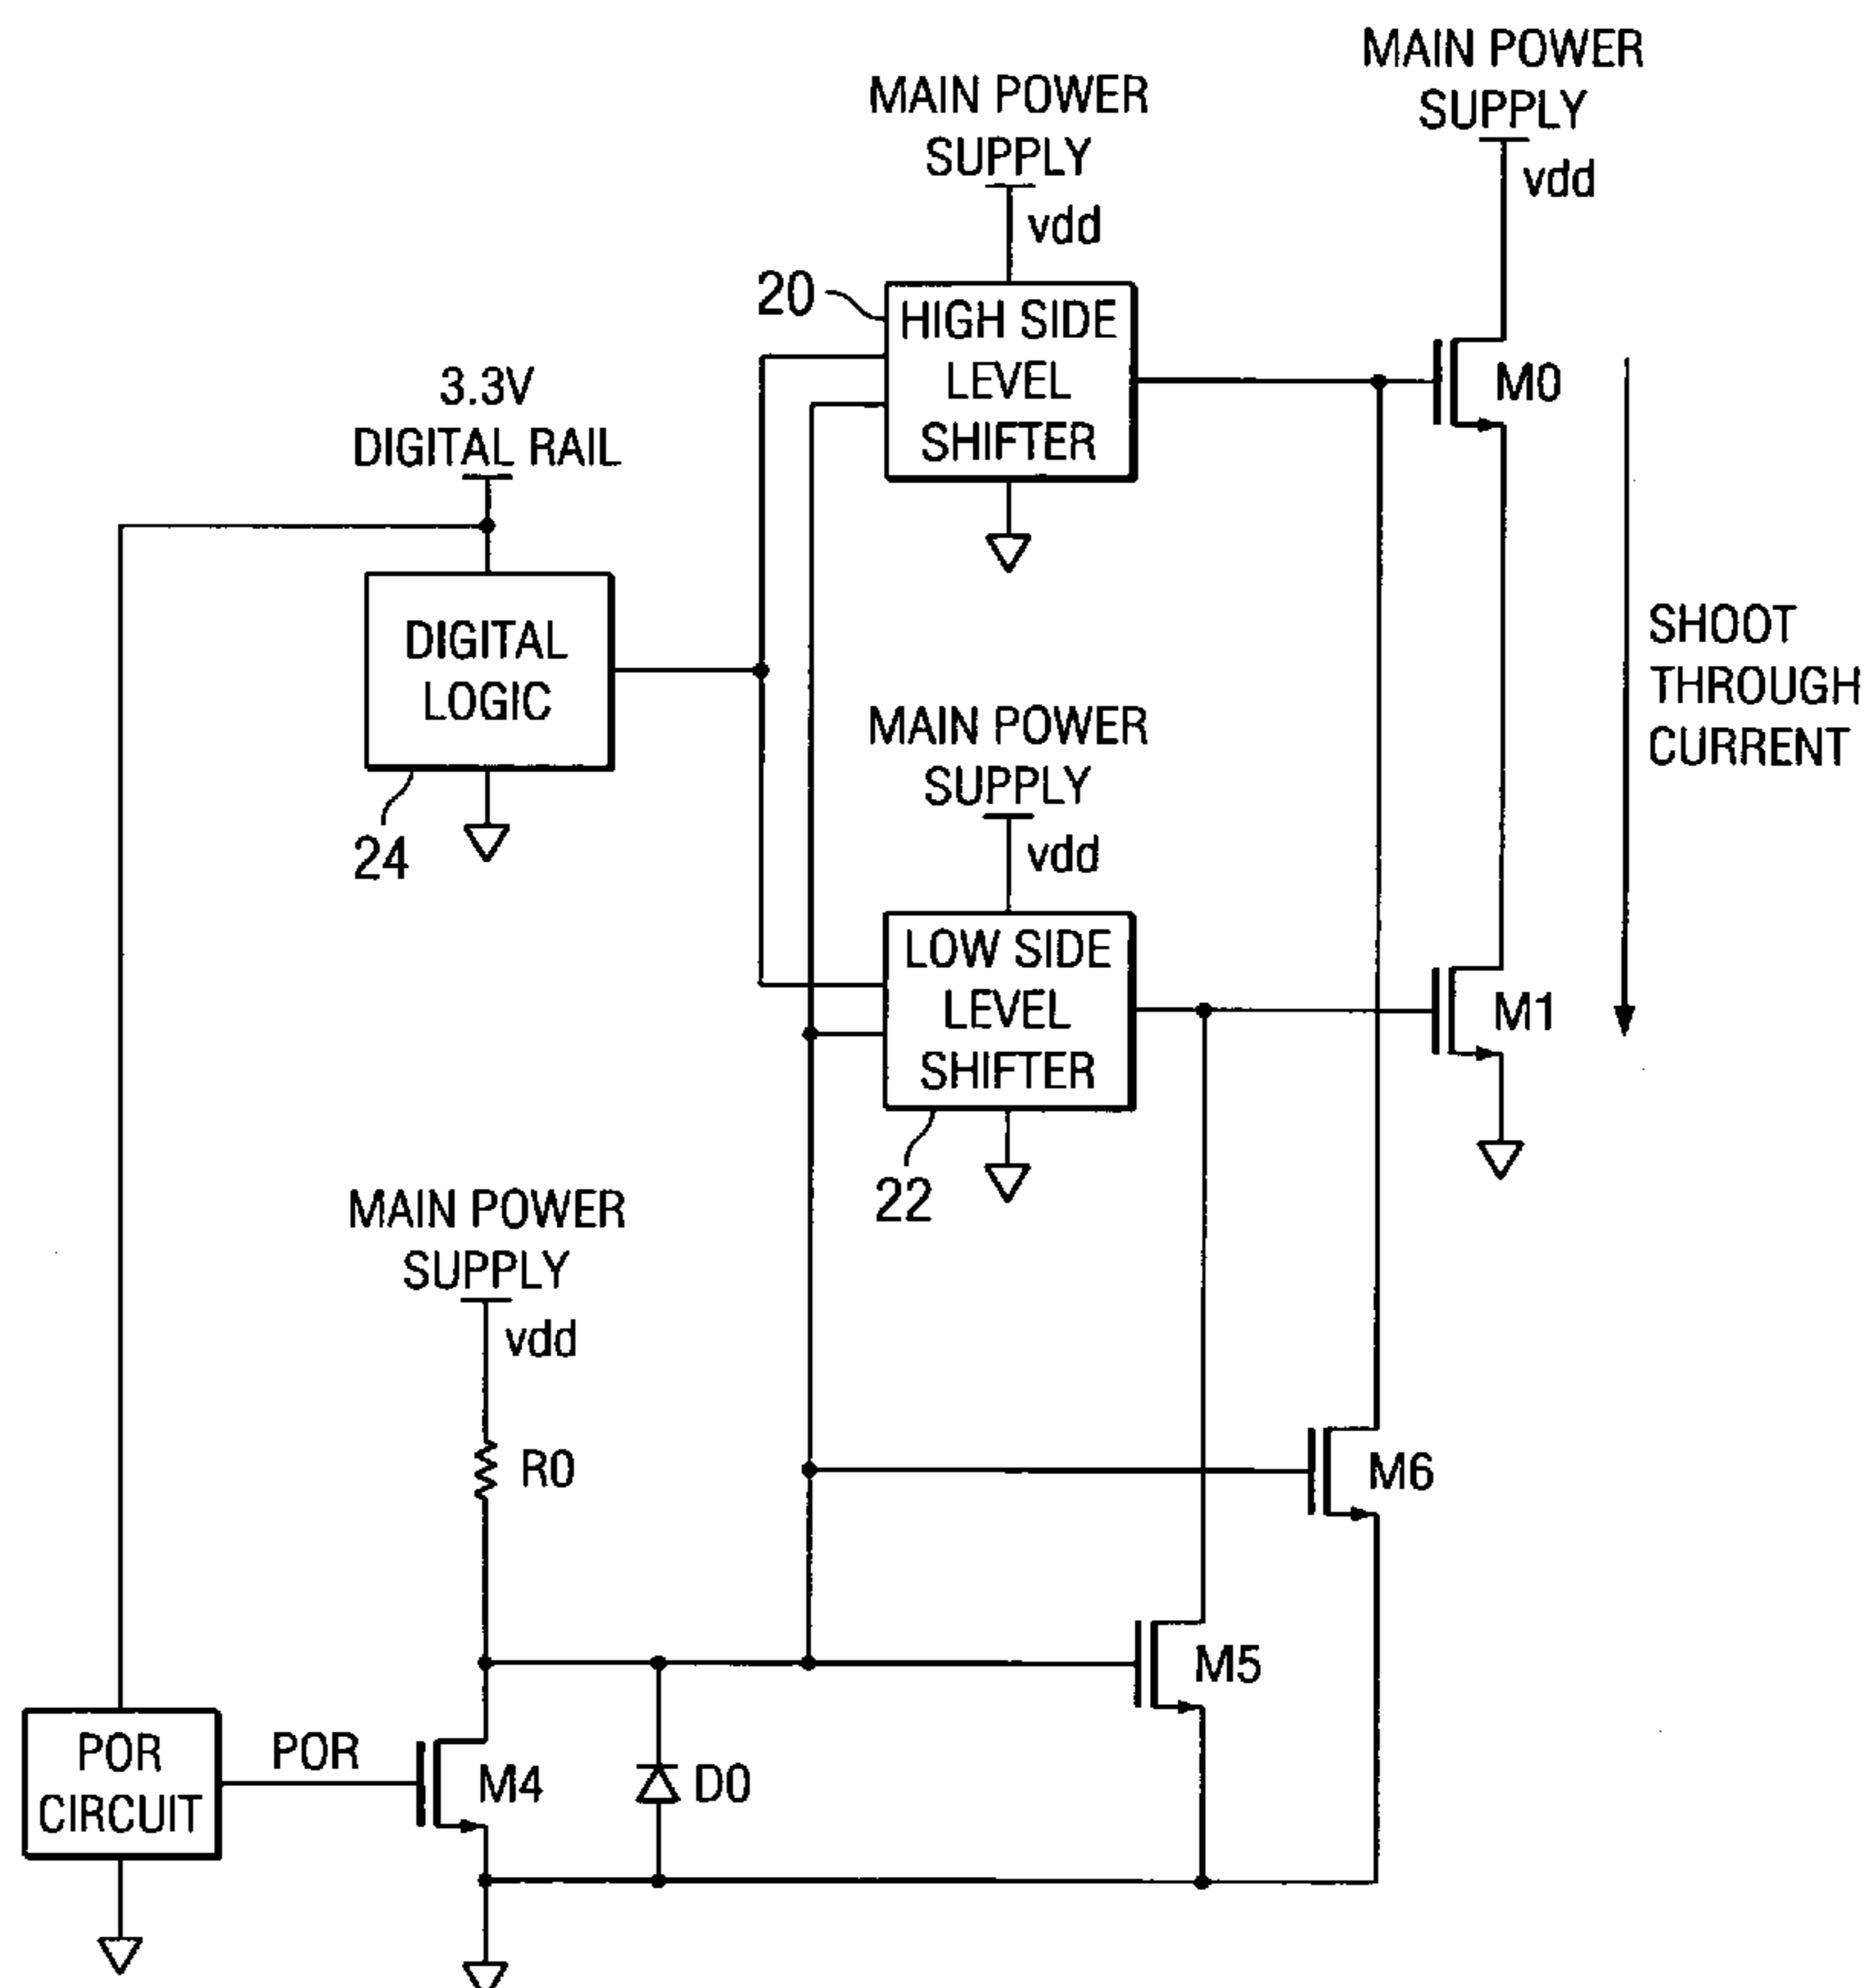 MAIN POWER
SUPPLY
vdd
MAIN POWER
SUPPLY
vdd
20
HIGH SIDE
LEVEL
SHIFTER
M0
3.3V
DIGITAL RAIL
DIGITAL
LOGIC
24
SHOOT
THROUGH
CURRENT
MAIN POWER
SUPPLY
vdd
LOW SIDE
LEVEL
SHIFTER
22
M1
MAIN POWER
SUPPLY
vdd
R0
M6
M5
POR
CIRCUIT
POR
M4
D0